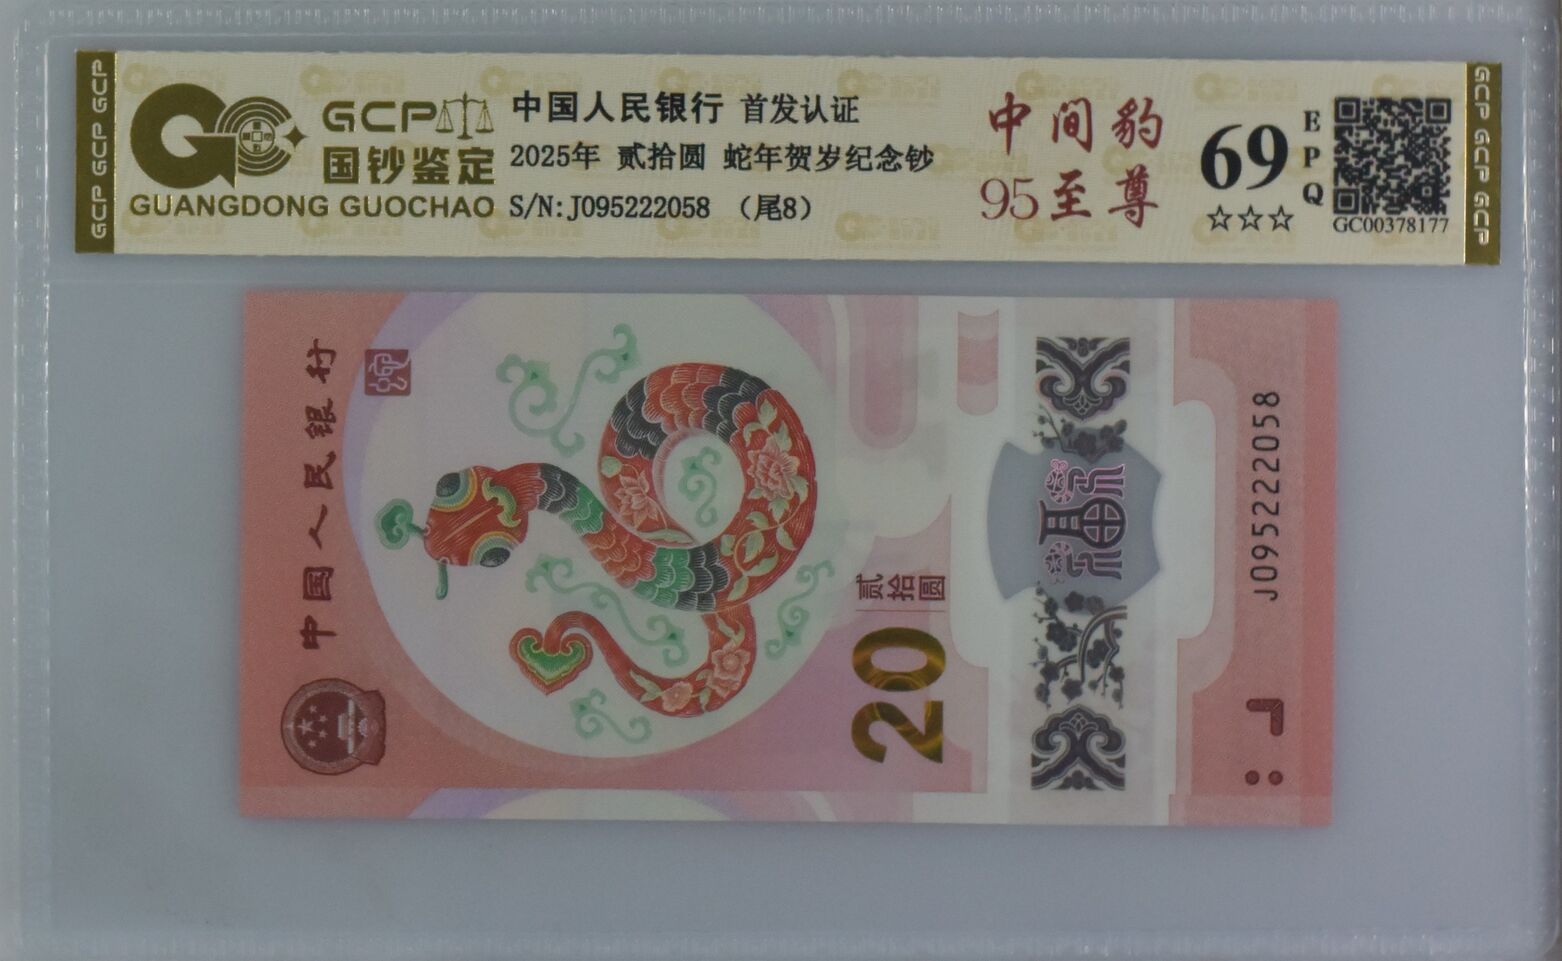 GCP GCP GCP
GCP
国钞鉴定
GUANGDONG GUOCHAO
中国人民银行 首发认证
2025年 贰拾圆 蛇年贺岁纪念钞
S/N:J095222058 （尾8）
中间豹
95至尊
69
EPQ
☆☆☆
GC00378177
GCP GCP GCP
中国人民银行
贰拾圆
20
福
J095222058